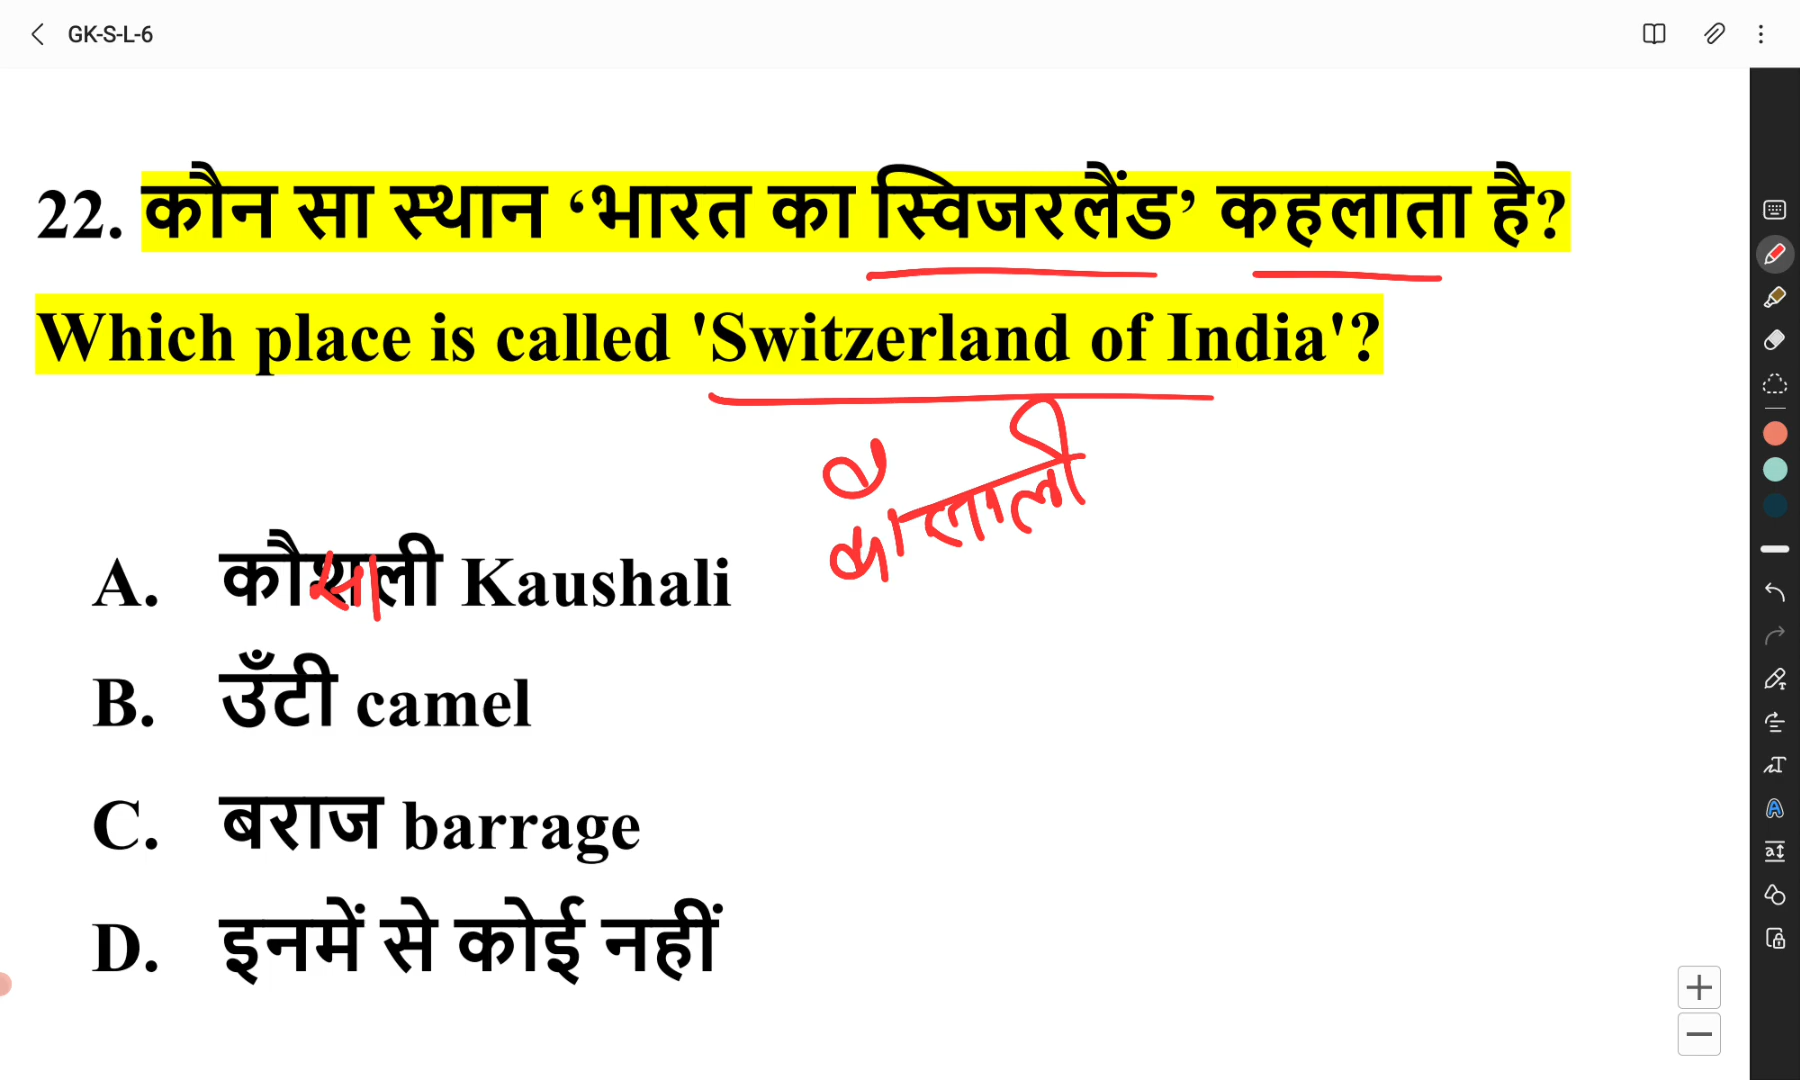 GK-S-L-6
22. कौन सा स्थान ‘भारत का स्विजरलैंड’ कहलाता है?
Which place is called 'Switzerland of India'?
A. कौशाली Kaushali
B. उँटी camel
C. बराज barrage
D. इनमें से कोई नहीं